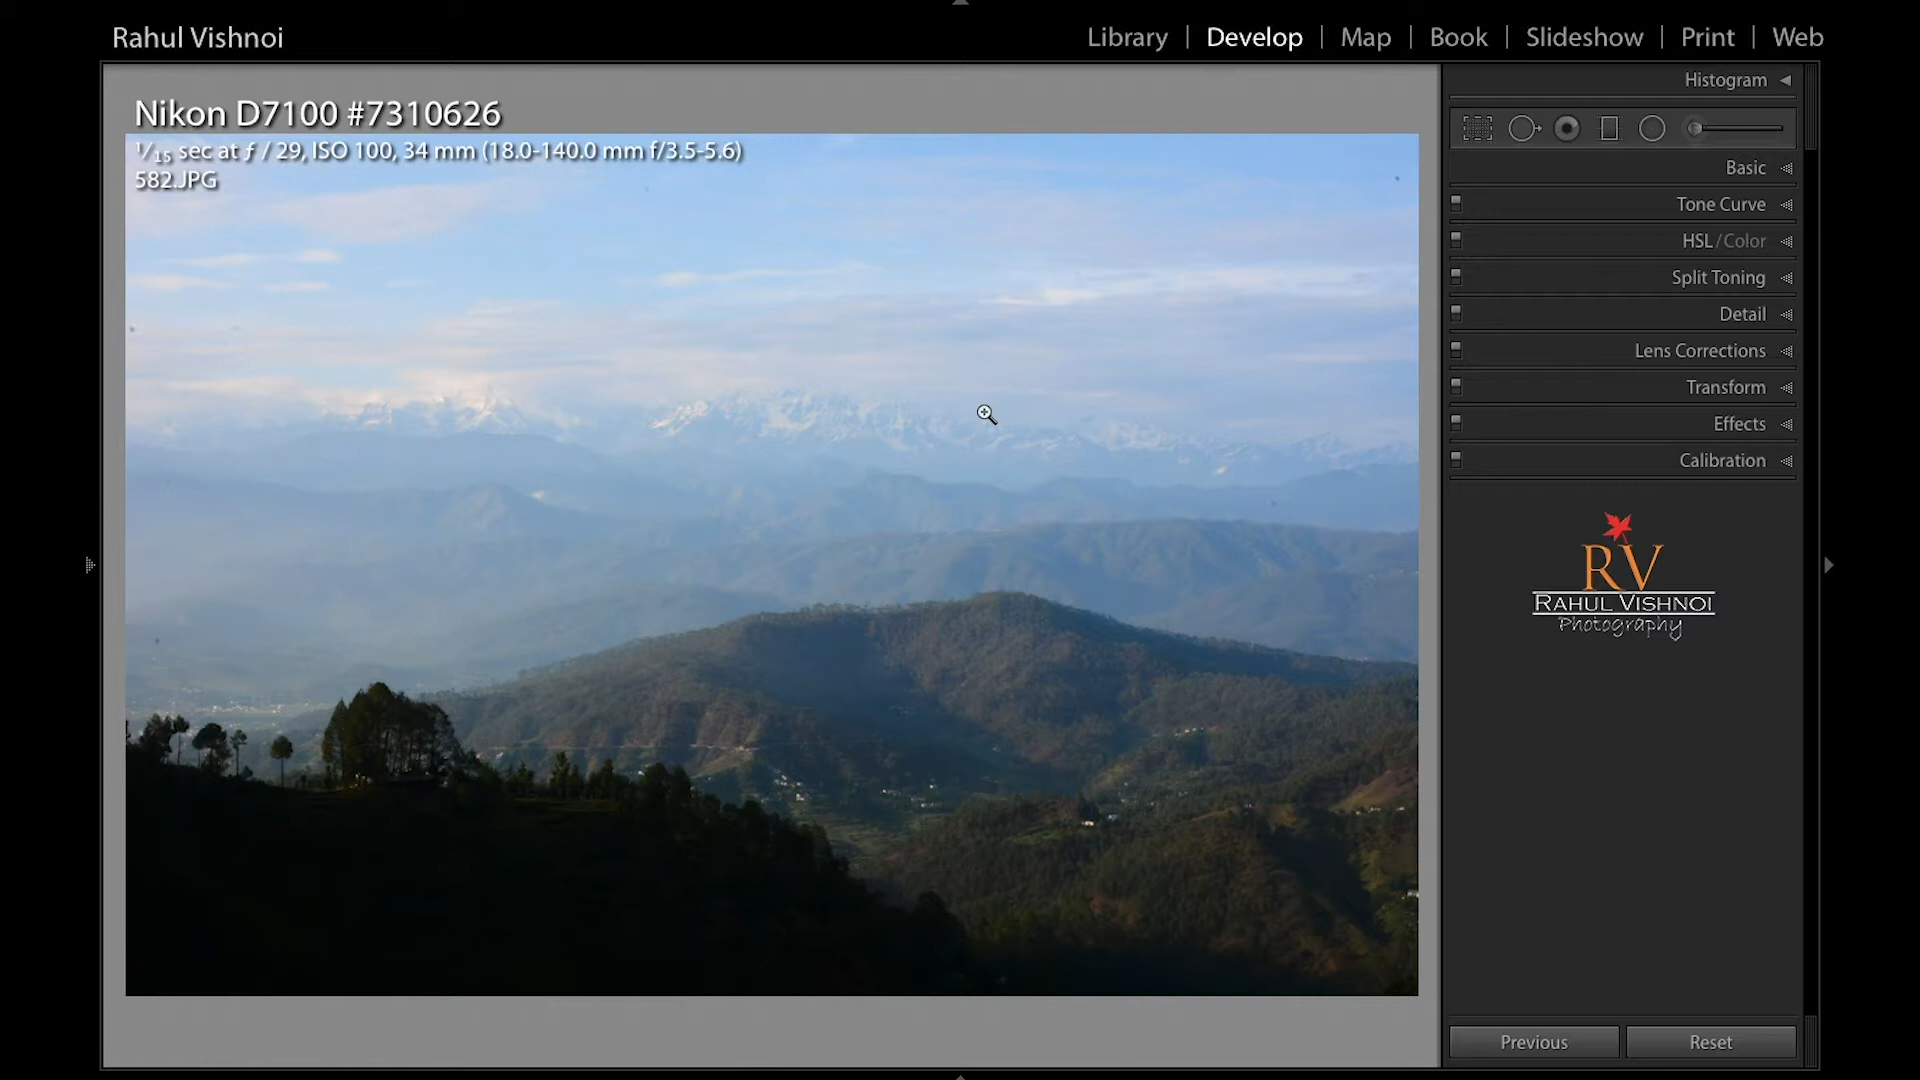 Rahul Vishnoi
Library | Develop | Map | Book | Slideshow | Print | Web
Nikon D7100 #7310626
1/15 sec at ƒ / 29, ISO 100, 34 mm (18.0-140.0 mm f/3.5-5.6)
582.JPG
Histogram
Basic
Tone Curve
HSL / Color
Split Toning
Detail
Lens Corrections
Transform
Effects
Calibration
RV
RAHUL VISHNOI
Photography
Previous
Reset